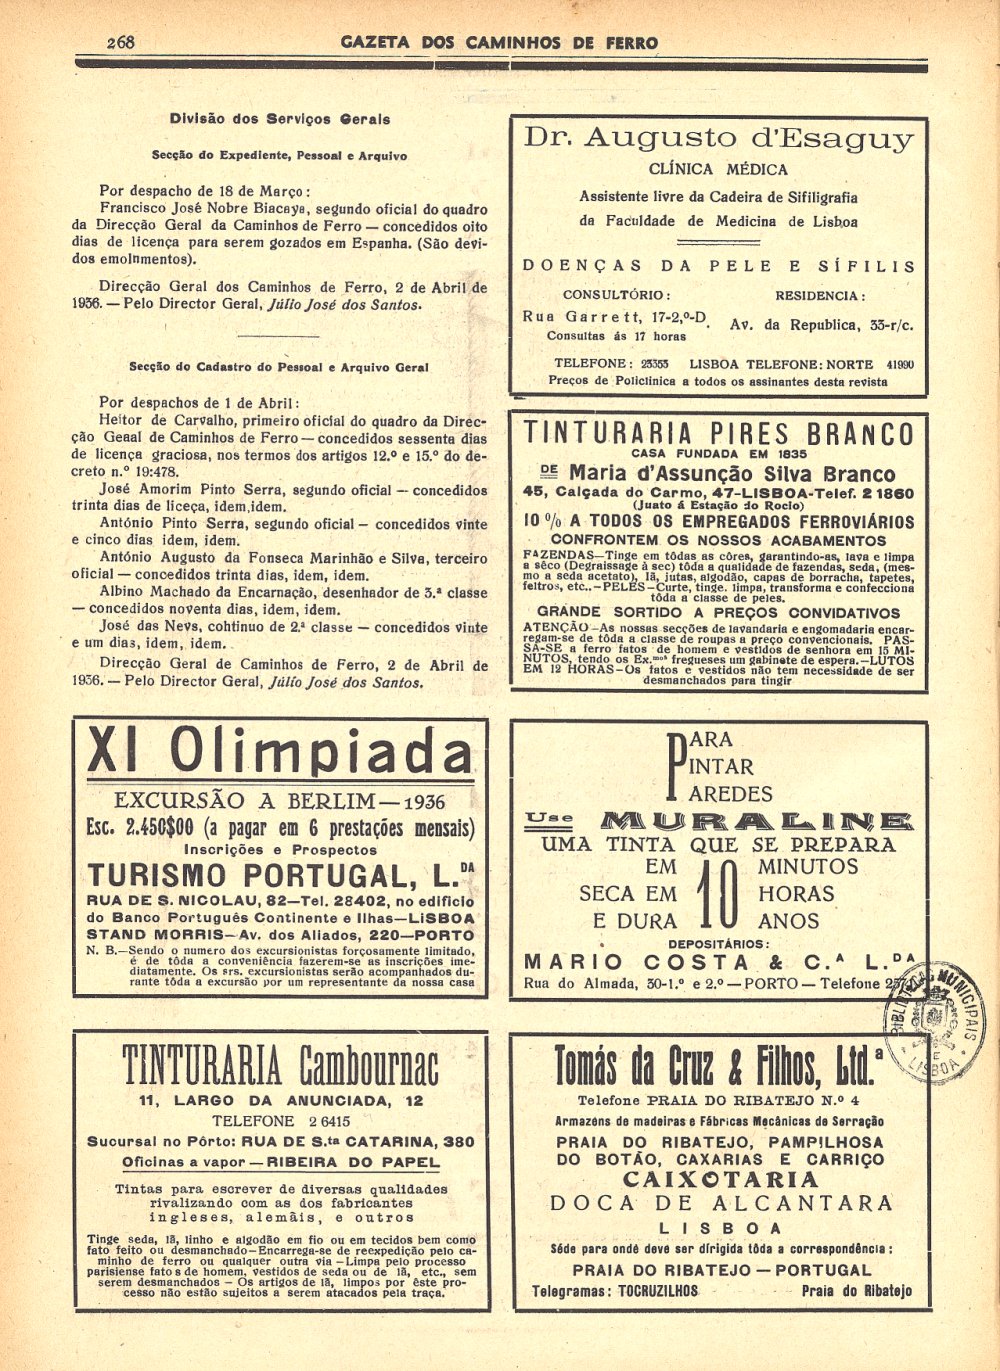 268
GAZETA DOS CAMINHOS DE FERRO
Divisão dos Serviços Gerais
Secção do Expediente, Pessoal e Arquivo
Por despacho de 18 de Março:
Francisco José Nobre Biacaya, segundo oficial do quadro
da Direcção Geral da Caminhos de Ferro — concedidos oito
dias de licença para serem gozados em Espanha. (São devi-
dos emolnmentos).
Direcção Geral dos Caminhos de Ferro, 2 de Abril de
1936. — Pelo Director Geral, Júlio José dos Santos.
Secção do Cadastro do Pessoal e Arquivo Geral
Por despachos de 1 de Abril:
Heitor de Carvalho, primeiro oficial do quadro da Direc-
ção Geaal de Caminhos de Ferro — concedidos sessenta dias
de licença graciosa, nos termos dos artigos 12.º e 15.º do de-
creto n.º 19:478.
José Amorim Pinto Serra, segundo oficial — concedidos
trinta dias de liceça, idem, idem.
António Pinto Serra, segundo oficial — concedidos vinte
e cinco dias idem, idem.
António Augusto da Fonseca Marinhão e Silva, terceiro
oficial — concedidos trinta dias, idem, idem.
Albino Machado da Encarnação, desenhador de 3.ª classe
— concedidos noventa dias, idem, idem.
José das Nevs, cohtinuo de 2.ª classe — concedidos vinte
e um dias, idem, idem.
Direcção Geral de Caminhos de Ferro, 2 de Abril de
1936. — Pelo Director Geral, Júlio José dos Santos.
Dr. Augusto d'Esaguy
CLÍNICA MÉDICA
Assistente livre da Cadeira de Sifiligrafia
da Faculdade de Medicina de Lisboa
DOENÇAS DA PELE E SÍFILIS
CONSULTÓRIO:
Rua Garrett, 17-2,º-D.
Consultas ás 17 horas
RESIDENCIA:
Av. da Republica, 33-r/c.
TELEFONE: 23353 LISBOA TELEFONE: NORTE 41990
Preços de Policlinica a todos os assinantes desta revista
TINTURARIA PIRES BRANCO
CASA FUNDADA EM 1835
DE Maria d'Assunção Silva Branco
45, Calçada do Carmo, 47-LISBOA-Telef. 2 1860
(Juato á Estação do Rocio)
10 % A TODOS OS EMPREGADOS FERROVIÁRIOS
CONFRONTEM OS NOSSOS ACABAMENTOS
FAZENDAS—Tinge em tôdas as côres, garantindo-as, lava e limpa
a sêco (Degraissage à sec) tôda a qualidade de fazendas, seda, (mes-
mo a seda acetato), lã, jutas, algodão, capas de borracha, tapetes,
feltros, etc..—PELES—Curte, tinge, limpa, transforma e confecciona
tôda a classe de peles.
GRANDE SORTIDO A PREÇOS CONVIDATIVOS
ATENÇÃO—As nossas secções de lavandaria e engomadaria encar-
regam-se de tôda a classe de roupas a preço convencionais. PAS-
SA-SE a ferro fatos de homem e vestidos de senhora em 15 MI-
NUTOS, tendo os Ex.mos fregueses um gabinete de espera.—LUTOS
EM 12 HORAS—Os fatos e vestidos não tem necessidade de ser
desmanchados para tingir
XI Olimpiada
EXCURSÃO A BERLIM—1936
Esc. 2.450$00 (a pagar em 6 prestações mensais)
Inscrições e Prospectos
TURISMO PORTUGAL, L.DA
RUA DE S. NICOLAU, 82—Tel. 28402, no edificio
do Banco Português Continente e Ilhas—LISBOA
STAND MORRIS—Av. dos Aliados, 220—PORTO
N. B.—Sendo o numero dos excursionistas forçosamente limitado,
é de tôda a conveniência fazerem-se as inscrições ime-
diatamente. Os srs. excursionistas serão acompanhados du-
rante tôda a excursão por um representante da nossa casa
PARA
PINTAR
PAREDES
Use MURALINE
UMA TINTA QUE SE PREPARA
EM 10 MINUTOS
SECA EM 10 HORAS
E DURA 10 ANOS
DEPOSITÁRIOS:
MARIO COSTA & C.A L.DA
Rua do Almada, 30-1.º e 2.º — PORTO — Telefone
BIBLIOTECAS MUNICIPAIS
DE
LISBOA
TINTURARIA Cambournac
11, LARGO DA ANUNCIADA, 12
TELEFONE 2 6415
Sucursal no Pôrto: RUA DE S.ta CATARINA, 380
Oficinas a vapor — RIBEIRA DO PAPEL
Tintas para escrever de diversas qualidades
rivalizando com as dos fabricantes
ingleses, alemãis, e outros
Tinge seda, lã, linho e algodão em fio ou em tecidos bem como
fato feito ou desmanchado—Encarrega-se de reexpedição pelo ca-
minho de ferro ou qualquer outra via —Limpa pelo processo
parisiense fatos de homem, vestidos de seda ou de lã, etc., sem
serem desmanchados — Os artigos de lã, limpos por êste pro-
cesso não estão sujeitos a serem atacados pela traça.
Tomás da Cruz & Filhos, Ltd.ª
Telefone PRAIA DO RIBATEJO N.º 4
Armazens de madeiras e Fábricas Mecânicas de Serração
PRAIA DO RIBATEJO, PAMPILHOSA
DO BOTÃO, CAXARIAS E CARRIÇO
CAIXOTARIA
DOCA DE ALCANTARA
LISBOA
Séde para onde deve ser dirigida tôda a correspondência:
PRAIA DO RIBATEJO — PORTUGAL
Telegramas: TOCRUZILHOS Praia do Ribatejo